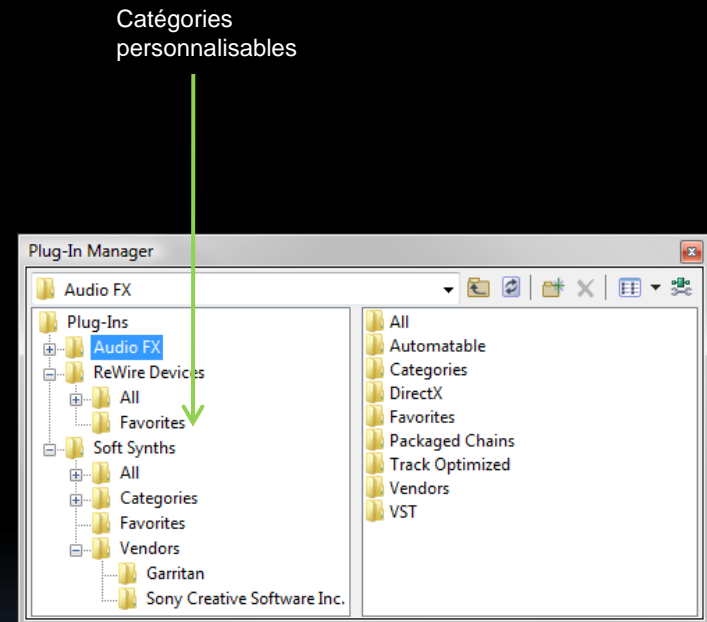 Catégories
personnalisables
Plug-In Manager
Audio FX
Plug-Ins
Audio FX
ReWire Devices
All
Favorites
Soft Synths
All
Categories
Favorites
Vendors
Garritan
Sony Creative Software Inc.
All
Automatable
Categories
DirectX
Favorites
Packaged Chains
Track Optimized
Vendors
VST